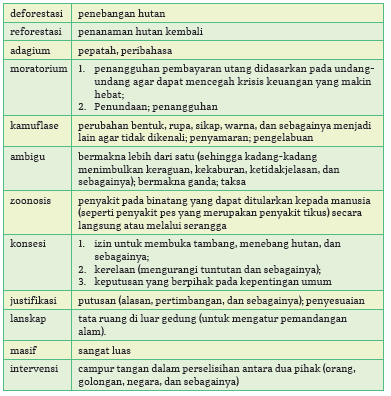 deforestasi penebangan hutan
reforestasi penanaman hutan kembali
adagium pepatah, peribahasa
moratorium 1. penangguhan pembayaran utang didasarkan pada undang-
undang agar dapat mencegah krisis keuangan yang makin
hebat;
2. Penundaan; penangguhan
kamuflase perubahan bentuk, rupa, sikap, warna, dan sebagainya menjadi
lain agar tidak dikenali; penyamaran; pengelabuan
ambigu bermakna lebih dari satu (sehingga kadang-kadang
menimbulkan keraguan, kekaburan, ketidakjelasan, dan
sebagainya); bermakna ganda; taksa
zoonosis penyakit pada binatang yang dapat ditularkan kepada manusia
(seperti penyakit pes yang merupakan penyakit tikus) secara
langsung atau melalui serangga
konsesi 1. izin untuk membuka tambang, menebang hutan, dan
sebagainya;
2. kerelaan (mengurangi tuntutan dan sebagainya);
3. keputusan yang berpihak pada kepentingan umum
justifikasi putusan (alasan, pertimbangan, dan sebagainya); penyesuaian
lanskap tata ruang di luar gedung (untuk mengatur pemandangan
alam).
masif sangat luas
intervensi campur tangan dalam perselisihan antara dua pihak (orang,
golongan, negara, dan sebagainya)